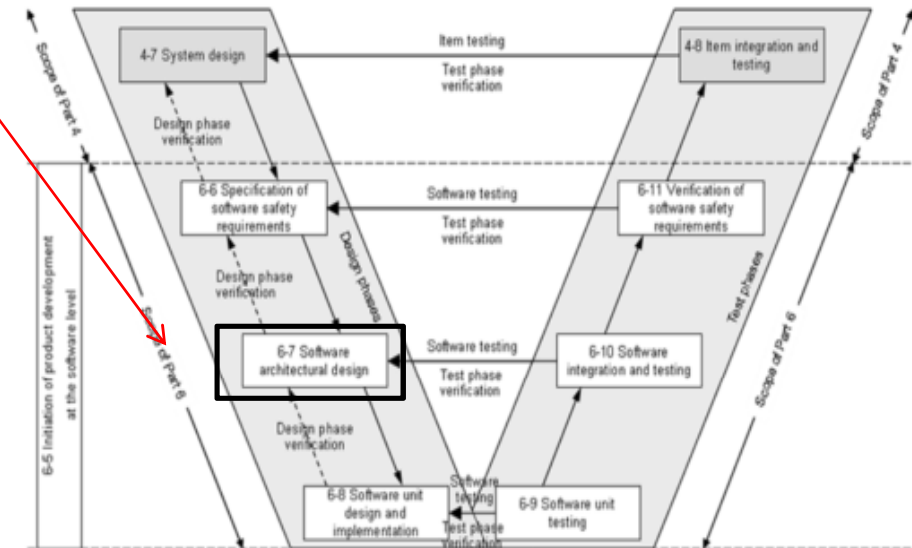 Item testing
4-7 System design
4-8 Item integration and
testing
Test phase
verification
Scope of Part 4
Scope of Part 4
Design phase
verification
6-6 Specification of
software safety
requirements
Software testing
6-11 Verification of
software safety
requirements
Test phase
verification
Design phases
Test phases
Design phase
verification
6-5 Initiation of product development
at the software level
Scope of Part 6
Scope of Part 6
6-7 Software
architectural design
Software testing
6-10 Software
integration and testing
Test phase
verification
Design phase
verification
6-8 Software unit
design and
implementation
Software
testing
6-9 Software unit
testing
Test phase
verification